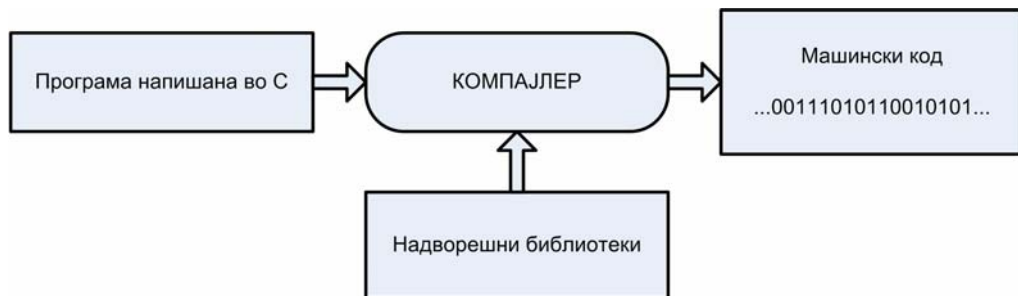 Програма напишана во С
КОМПАЈЛЕР
Машински код
...00111010110010101...
Надворешни библиотеки